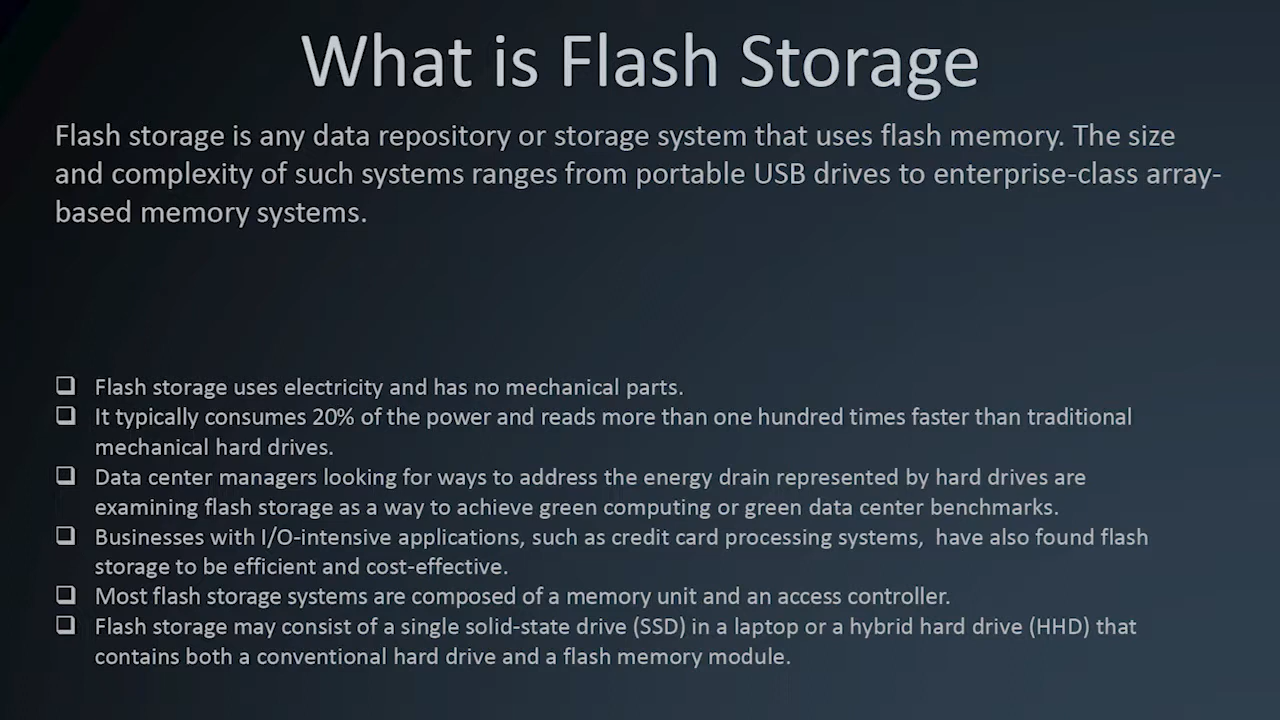 What is Flash Storage
Flash storage is any data repository or storage system that uses flash memory. The size
and complexity of such systems ranges from portable USB drives to enterprise-class array-
based memory systems.
❑ Flash storage uses electricity and has no mechanical parts.
❑ It typically consumes 20% of the power and reads more than one hundred times faster than traditional
mechanical hard drives.
❑ Data center managers looking for ways to address the energy drain represented by hard drives are
examining flash storage as a way to achieve green computing or green data center benchmarks.
❑ Businesses with I/O-intensive applications, such as credit card processing systems,  have also found flash
storage to be efficient and cost-effective.
❑ Most flash storage systems are composed of a memory unit and an access controller.
❑ Flash storage may consist of a single solid-state drive (SSD) in a laptop or a hybrid hard drive (HHD) that
contains both a conventional hard drive and a flash memory module.